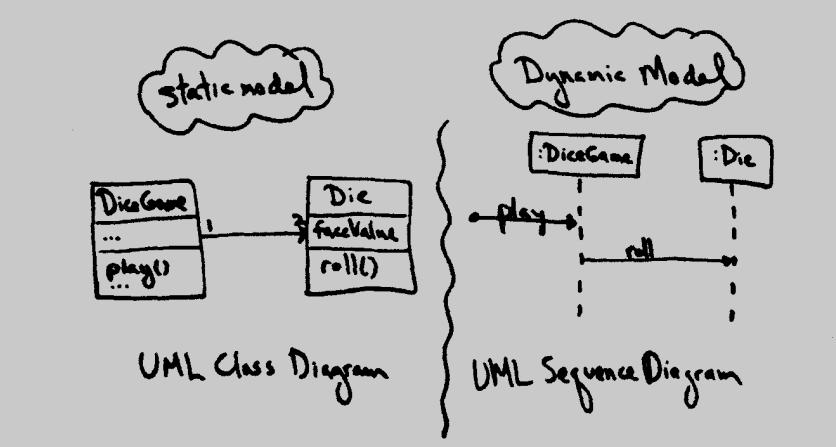 static model
DiceGame
...
play()
...
1
2
Die
faceValue
roll()
UML Class Diagram
Dynamic Model
:DiceGame
:Die
play
roll
UML Sequence Diagram